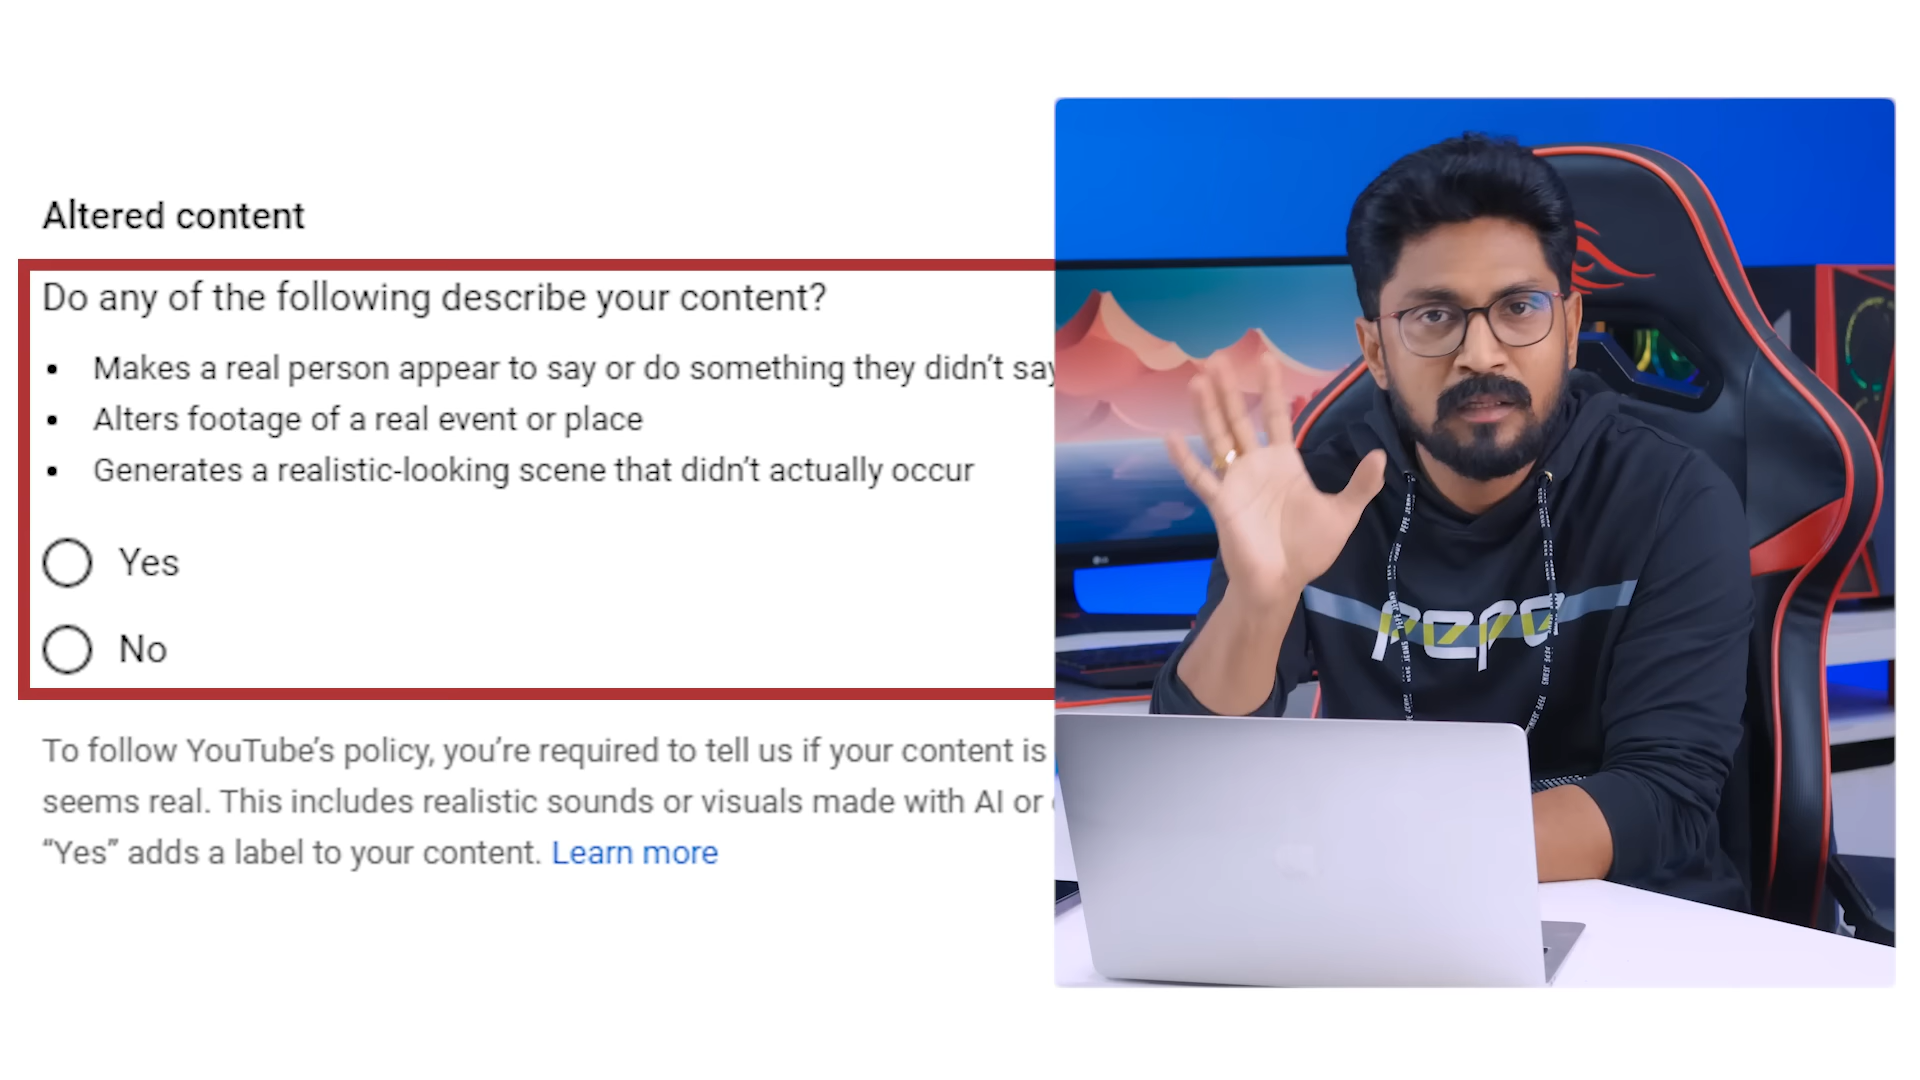 Altered content
Do any of the following describe your content?
• Makes a real person appear to say or do something they didn’t say
• Alters footage of a real event or place
• Generates a realistic-looking scene that didn’t actually occur
Yes
No
To follow YouTube’s policy, you’re required to tell us if your content is
seems real. This includes realistic sounds or visuals made with AI or
“Yes” adds a label to your content. Learn more
LG
pepe